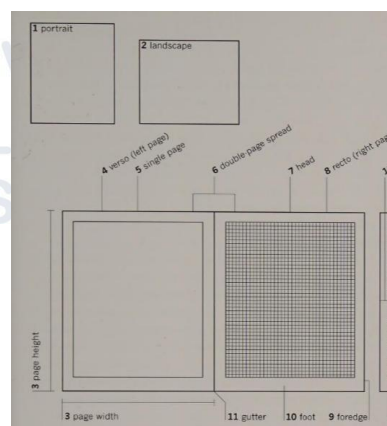 1 portrait
2 landscape
4 verso (left page)
5 single page
6 double-page spread
7 head
8 recto (right pag
3 page height
3 page width
11 gutter
10 foot
9 foredge